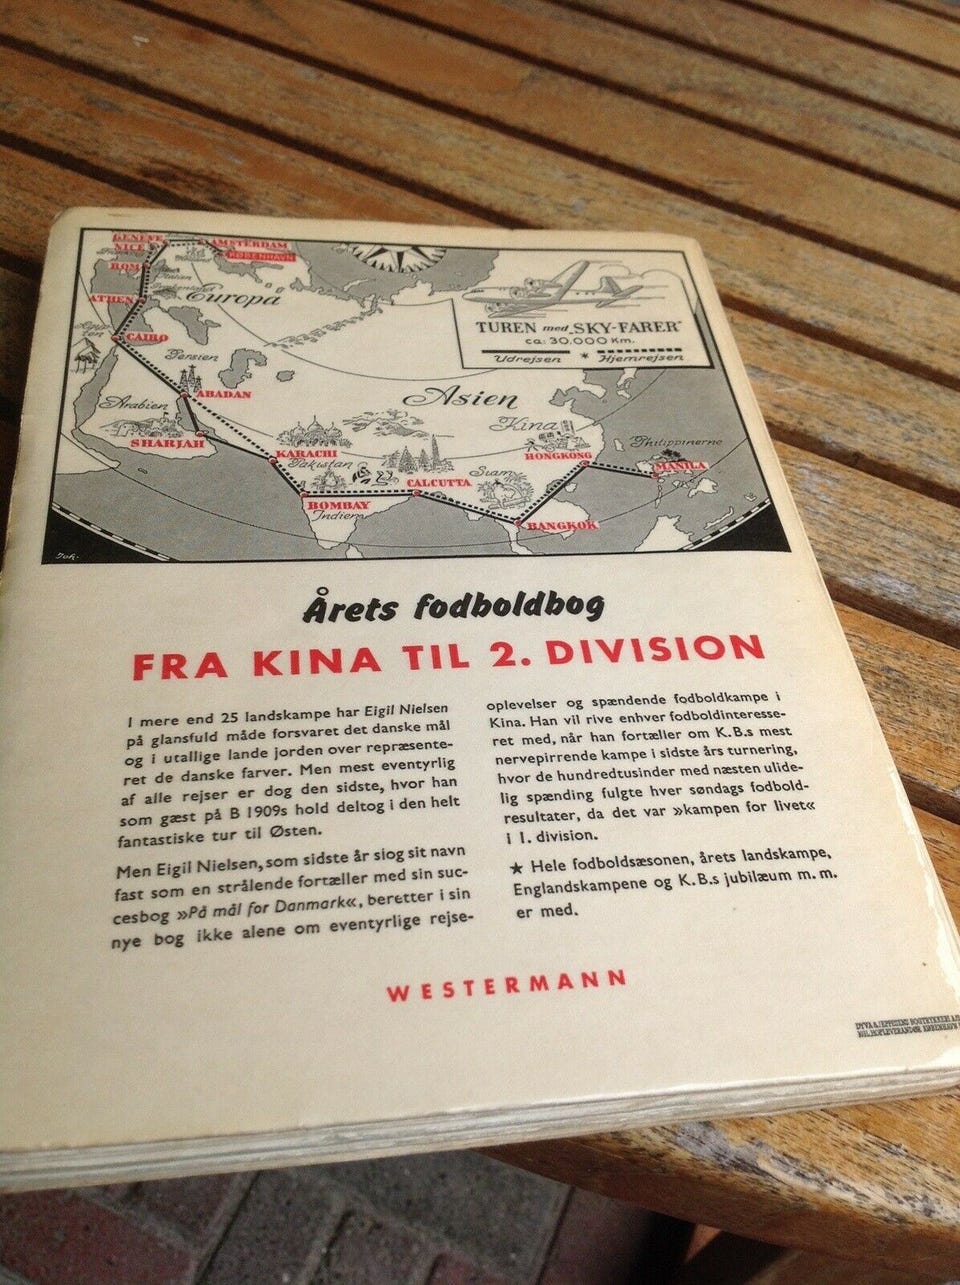 GENEVE
NICE
AMSTERDAM
KØBENHAVN
ROM
ATHEN
Europa
CAIRO
TUREN med "SKY-FARER"
ca: 30.000 Km.
Udrejsen * Hjemrejsen
Persien
ABADAN
Arabien
Asien
Kina
SHARJAH
KARACHI
Pakistan
HONGKONG
Philippinerne
MANILA
CALCUTTA
Siam
BOMBAY
Indien
BANGKOK
Årets fodboldbog
FRA KINA TIL 2. DIVISION
I mere end 25 landskampe har Eigil Nielsen
på glansfuld måde forsvaret det danske mål
og i utallige lande jorden over repræsente-
ret de danske farver. Men mest eventyrlig
af alle rejser er dog den sidste, hvor han
som gæst på B 1909s hold deltog i den helt
fantastiske tur til Østen.
Men Eigil Nielsen, som sidste år slog sit navn
fast som en strålende fortæller med sin suc-
cesbog »På mål for Danmark«, beretter i sin
nye bog ikke alene om eventyrlige rejse-
oplevelser og spændende fodboldkampe i
Kina. Han vil rive enhver fodboldinteresse-
ret med, når han fortæller om K.B.s mest
nervepirrende kampe i sidste års turnering,
hvor de hundredtusinder med næsten ulide-
lig spænding fulgte hver søndags fodbold-
resultater, da det var »kampen for livet«
i 1. division.
★ Hele fodboldsæsonen, årets landskampe,
Englandskampene og K.B.s jubilæum m. m.
er med.
WESTERMANN
DYVA & JEPPESENS BOGTRYKKERI A/S
KGL. HOFLEVERANDØR KØBENHAVN